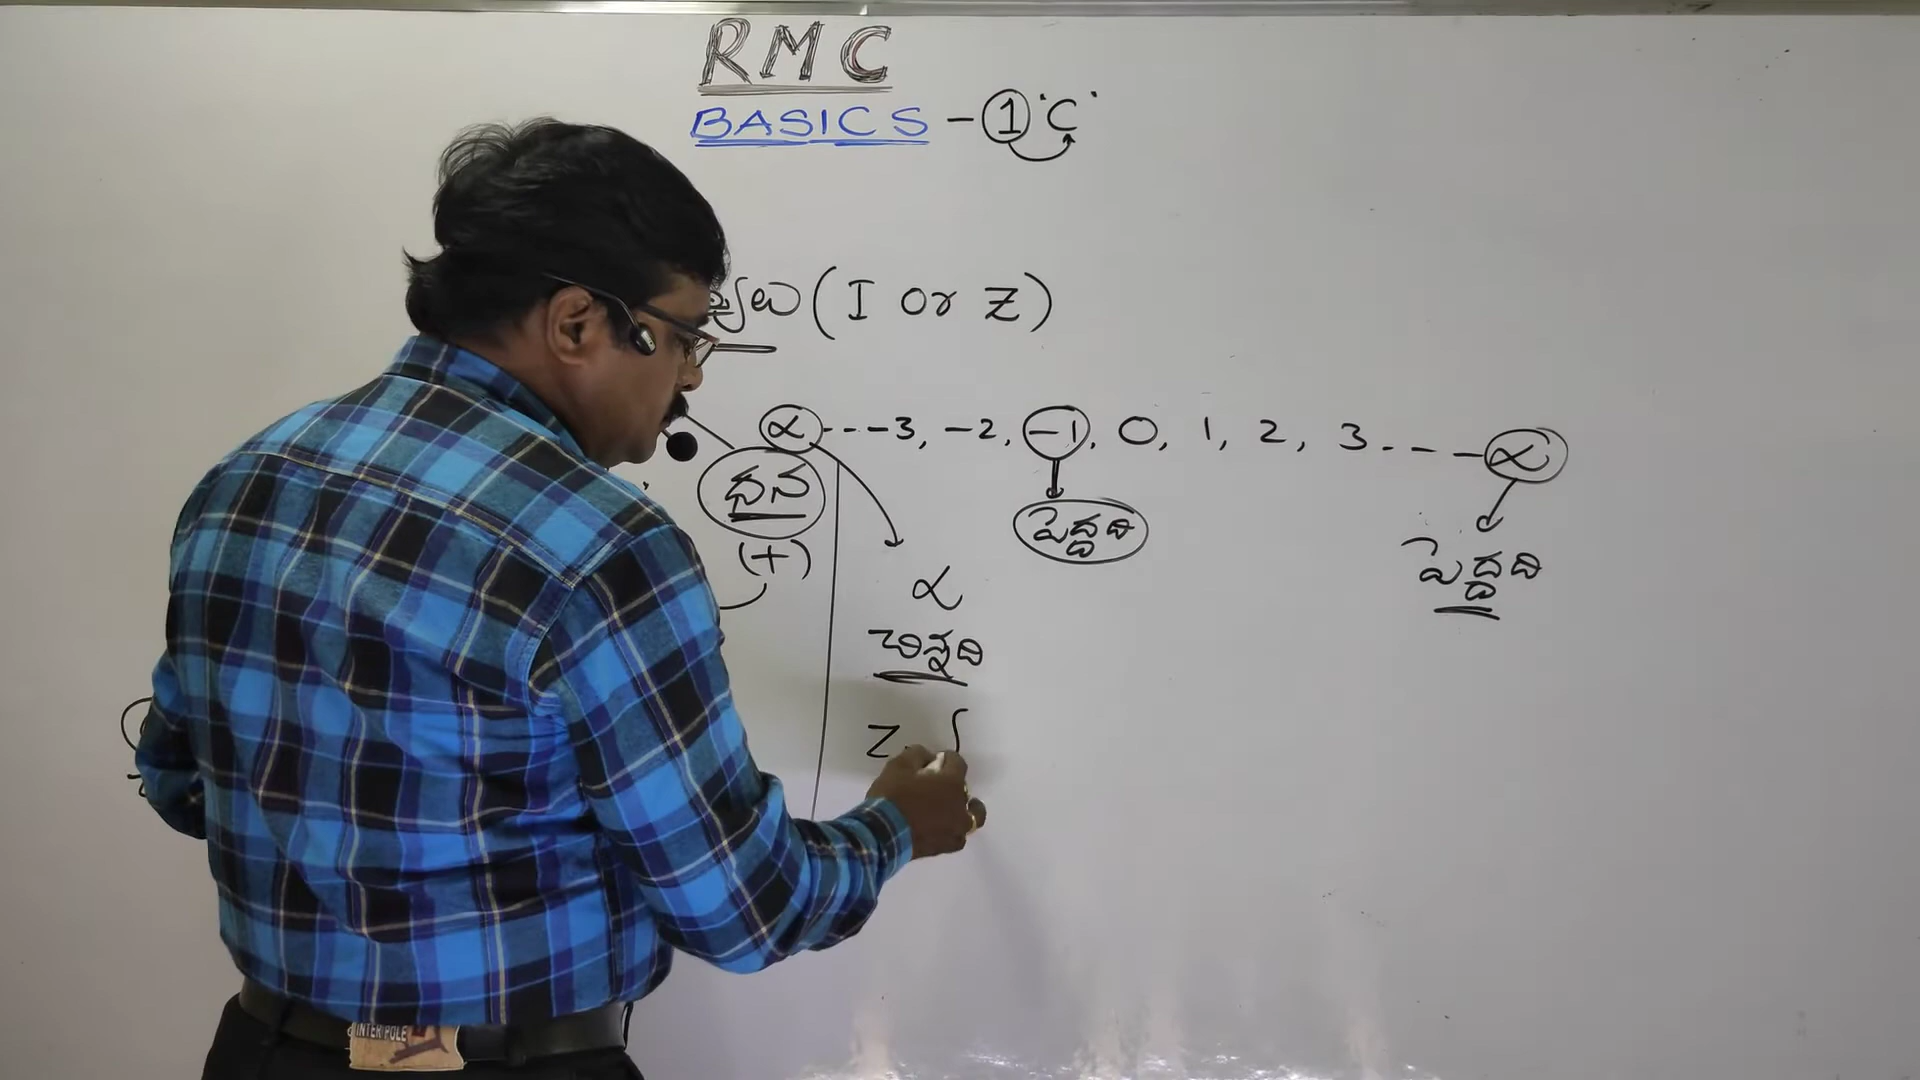 RMC
BASICS - 1 'C'
(I or Z)
α --- -3, -2, -1, 0, 1, 2, 3. - - - α
ధన
పెద్దది
(+)
పెద్దది
α
చిన్నది
Z
INTER POLE